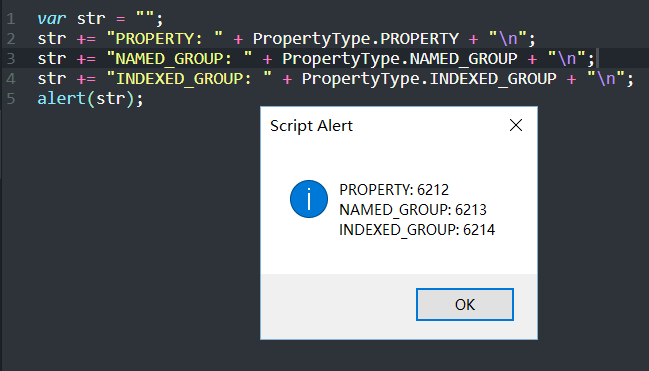 1 var str = "";
2 str += "PROPERTY: " + PropertyType.PROPERTY + "\n";
3 str += "NAMED_GROUP: " + PropertyType.NAMED_GROUP + "\n";
4 str += "INDEXED_GROUP: " + PropertyType.INDEXED_GROUP + "\n";
5 alert(str);
Script Alert
PROPERTY: 6212
NAMED_GROUP: 6213
INDEXED_GROUP: 6214
OK